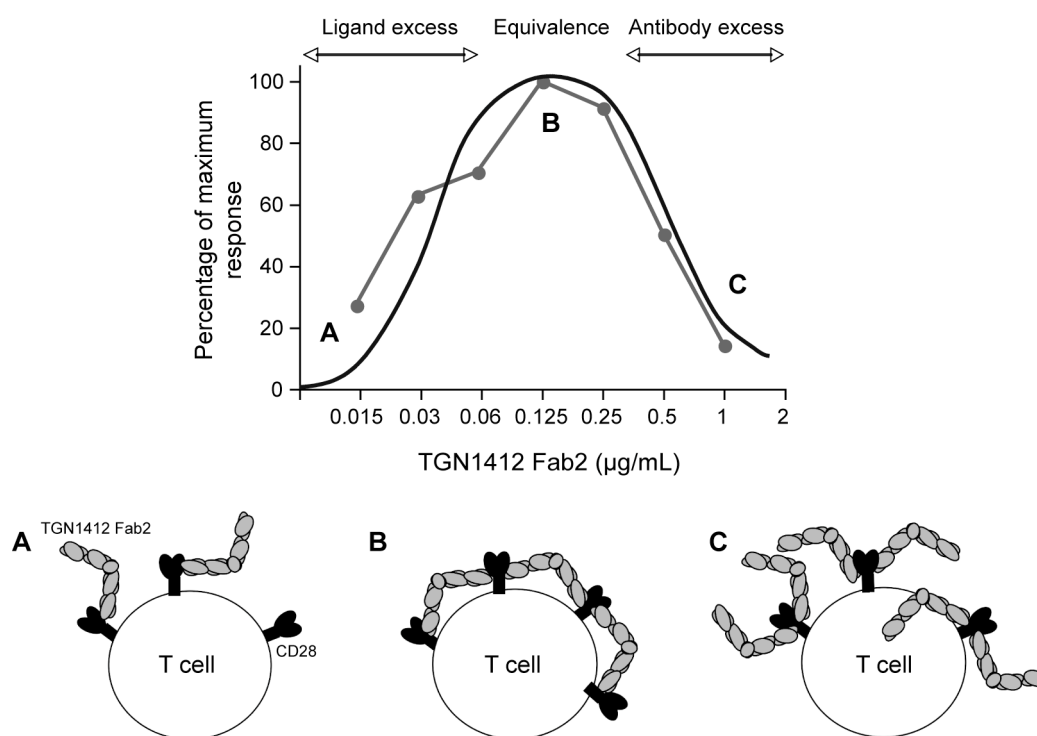 Ligand excess Equivalence Antibody excess
Percentage of maximum
response
100
80
60
40
20
0
A
B
C
0.015 0.03 0.06 0.125 0.25 0.5 1 2
TGN1412 Fab2 (µg/mL)
A
TGN1412 Fab2
T cell
CD28
B
T cell
C
T cell